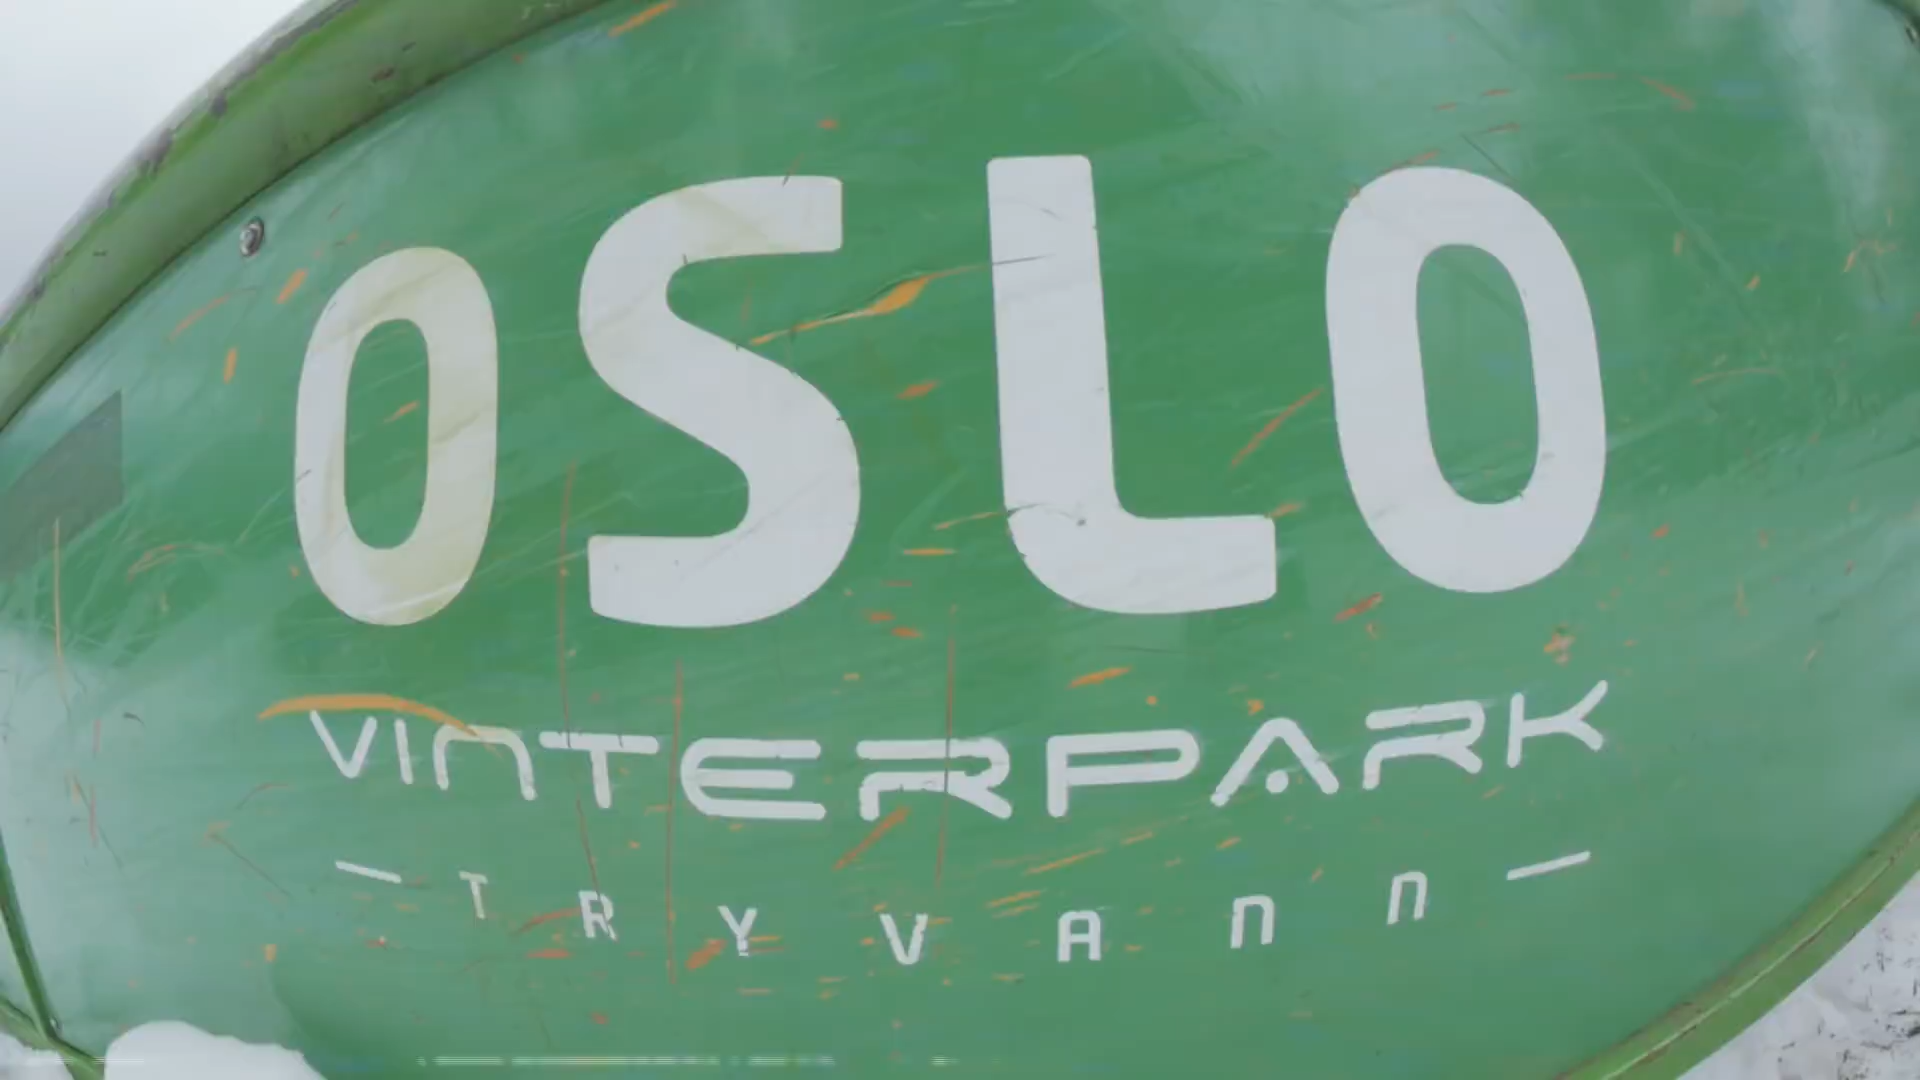 OSLO
VINTERPARK
— TRYVANN —